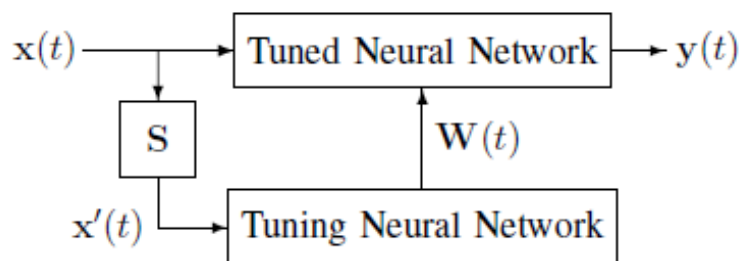 x(t) Tuned Neural Network y(t)
S W(t)
x'(t) Tuning Neural Network